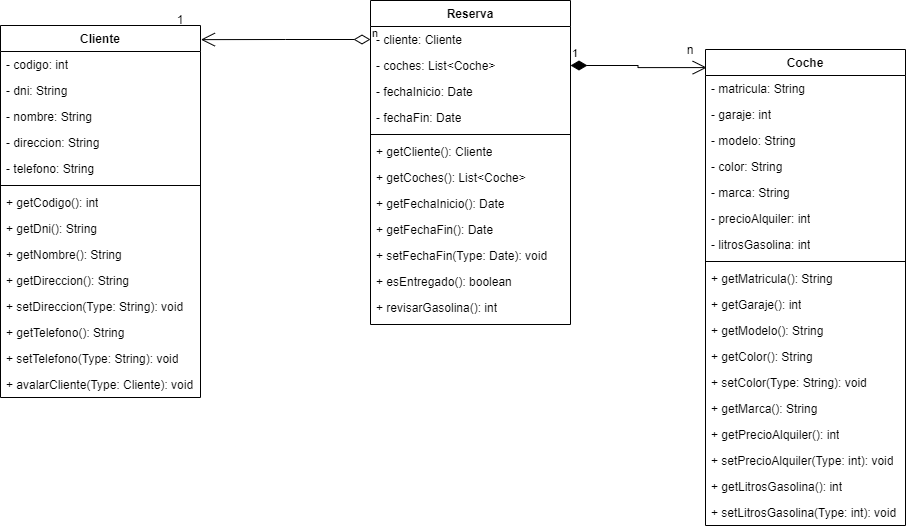 1
Cliente
- codigo: int
- dni: String
- nombre: String
- direccion: String
- telefono: String
+ getCodigo(): int
+ getDni(): String
+ getNombre(): String
+ getDireccion(): String
+ setDireccion(Type: String): void
+ getTelefono(): String
+ setTelefono(Type: String): void
+ avalarCliente(Type: Cliente): void
n
Reserva
- cliente: Cliente
- coches: List<Coche>
- fechaInicio: Date
- fechaFin: Date
+ getCliente(): Cliente
+ getCoches(): List<Coche>
+ getFechaInicio(): Date
+ getFechaFin(): Date
+ setFechaFin(Type: Date): void
+ esEntregado(): boolean
+ revisarGasolina(): int
1
n
Coche
- matricula: String
- garaje: int
- modelo: String
- color: String
- marca: String
- precioAlquiler: int
- litrosGasolina: int
+ getMatricula(): String
+ getGaraje(): int
+ getModelo(): String
+ getColor(): String
+ setColor(Type: String): void
+ getMarca(): String
+ getPrecioAlquiler(): int
+ setPrecioAlquiler(Type: int): void
+ getLitrosGasolina(): int
+ setLitrosGasolina(Type: int): void